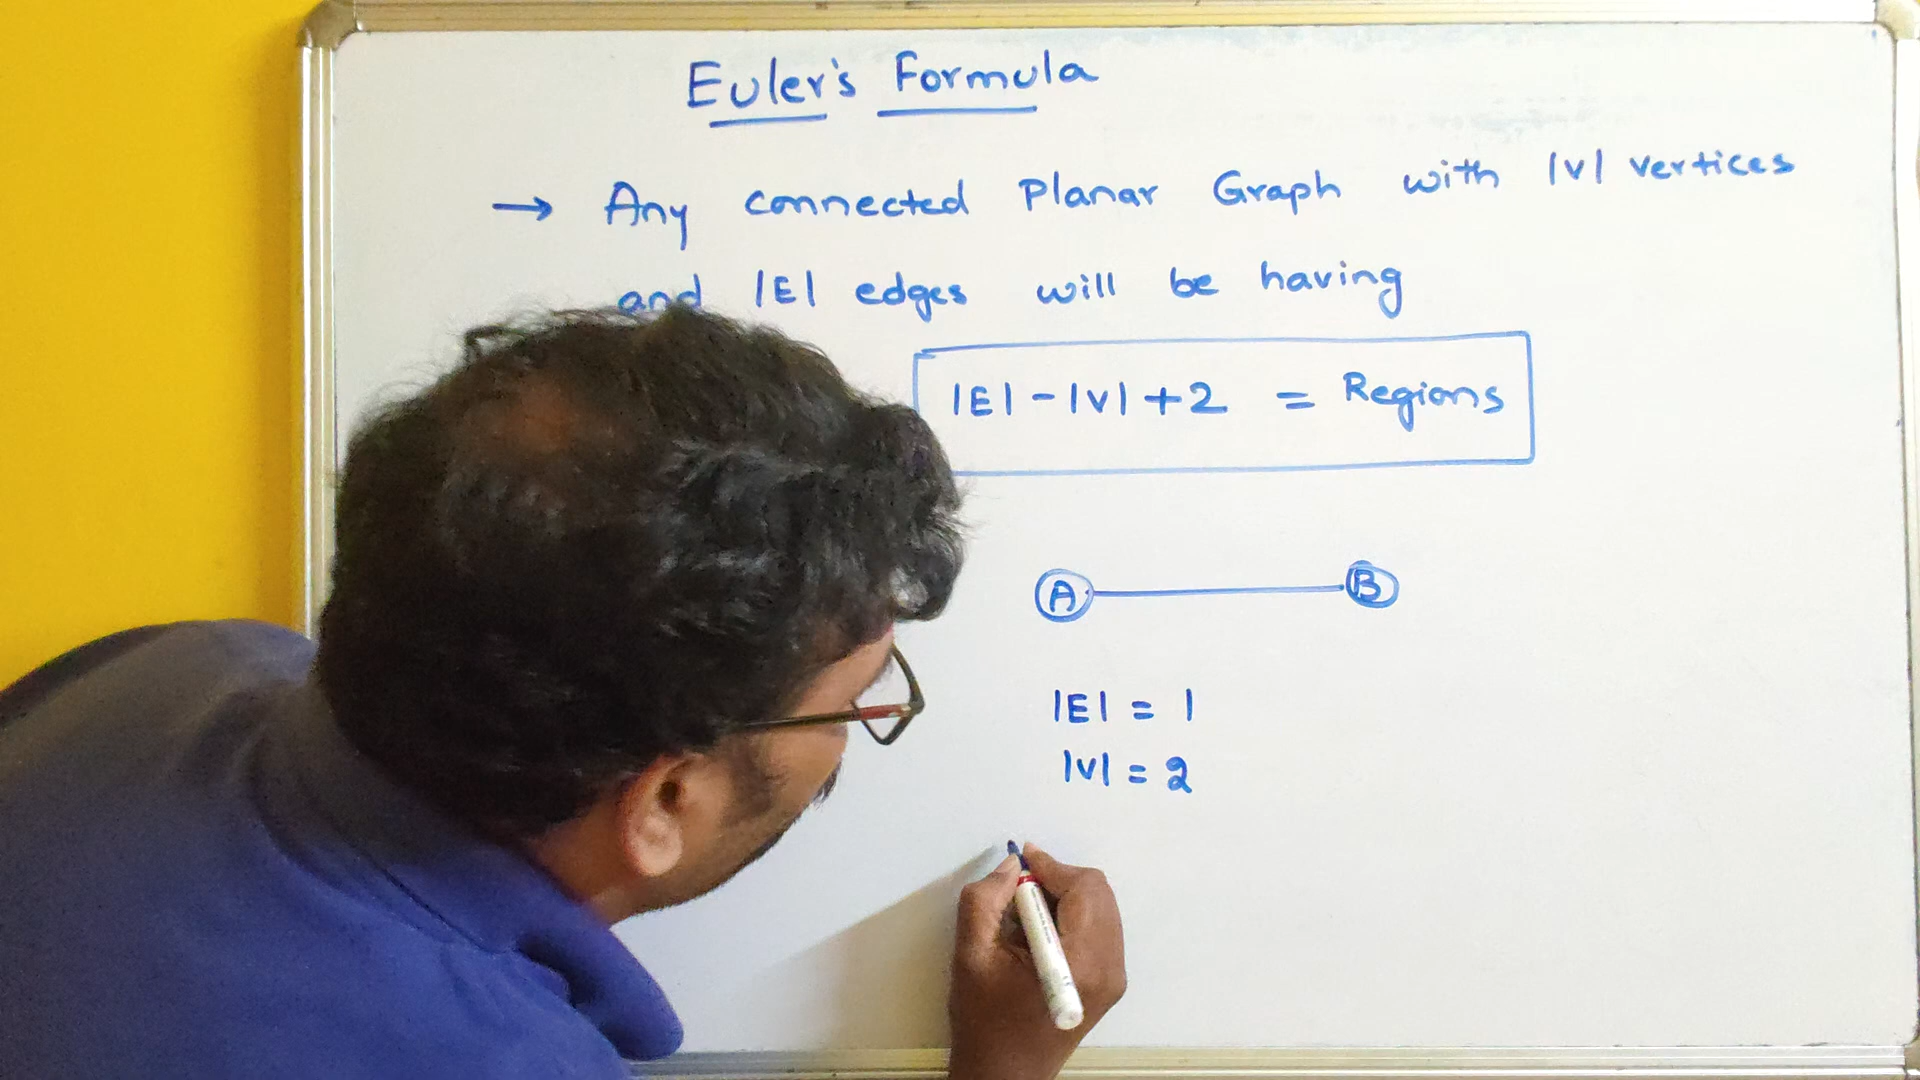 Euler's Formula
→ Any connected Planar Graph with |V| vertices
and |E| edges will be having
|E| - |V| + 2 = Regions
A B
|E| = 1
|V| = 2